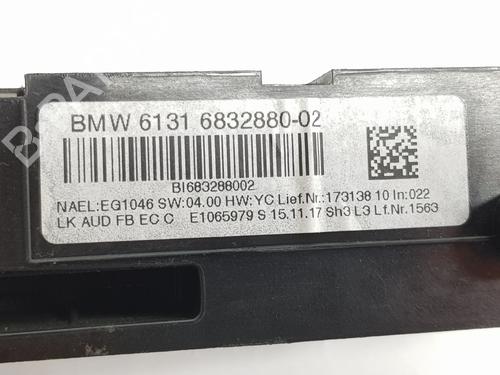 BMW 6131 6832880-02
BI683288002
NAEL:EG1046 SW:04.00 HW:YC Lief.Nr.:173138 10 In:022
LK AUD FB EC C E1065979 S 15.11.17 Sh3 L3 Lf.Nr.1563